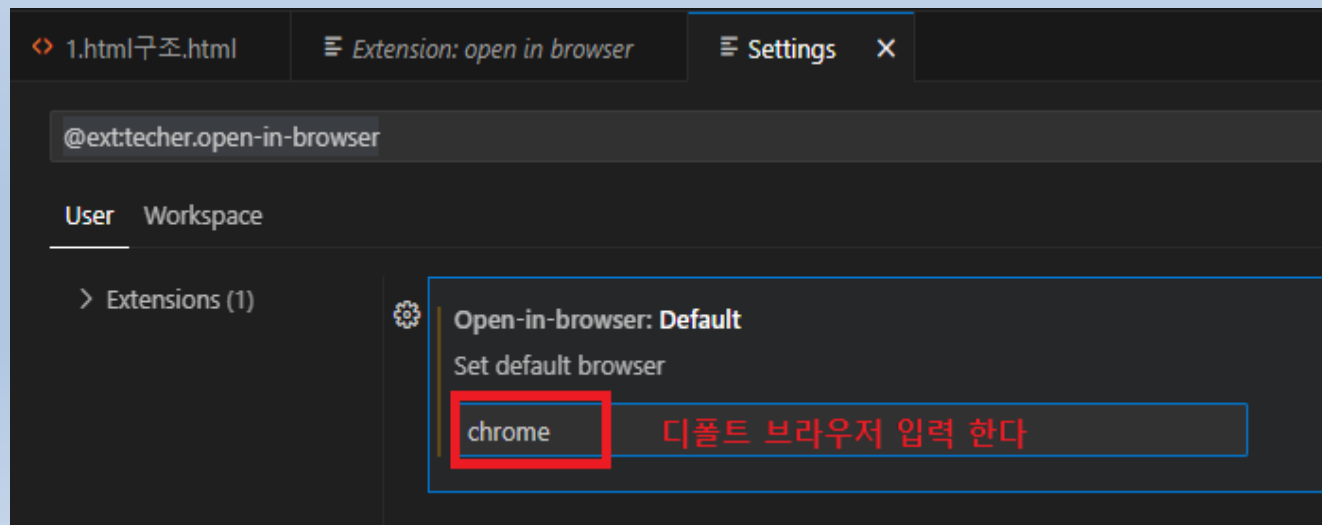 1.html구조.html Extension: open in browser Settings
@ext:techer.open-in-browser
User Workspace
Extensions (1)
Open-in-browser: Default
Set default browser
chrome 디폴트 브라우저 입력 한다